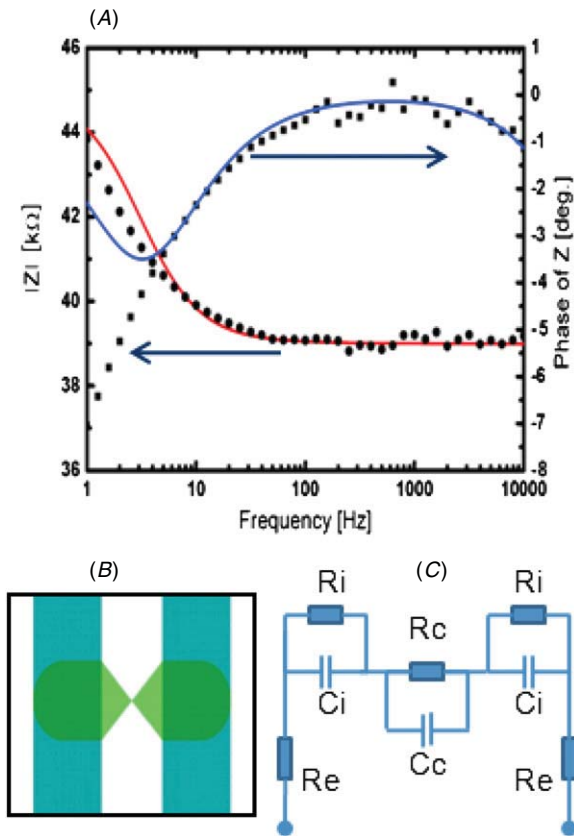 (A)
46
44
42
40
38
36
|Z| [kΩ]
1
0
-1
-2
-3
-4
-5
-6
-7
-8
Phase of Z [deg.]
1
10
100
1000
10000
Frequency [Hz]
(B)
(C)
Ri
Ri
Rc
Ci
Ci
Cc
Re
Re